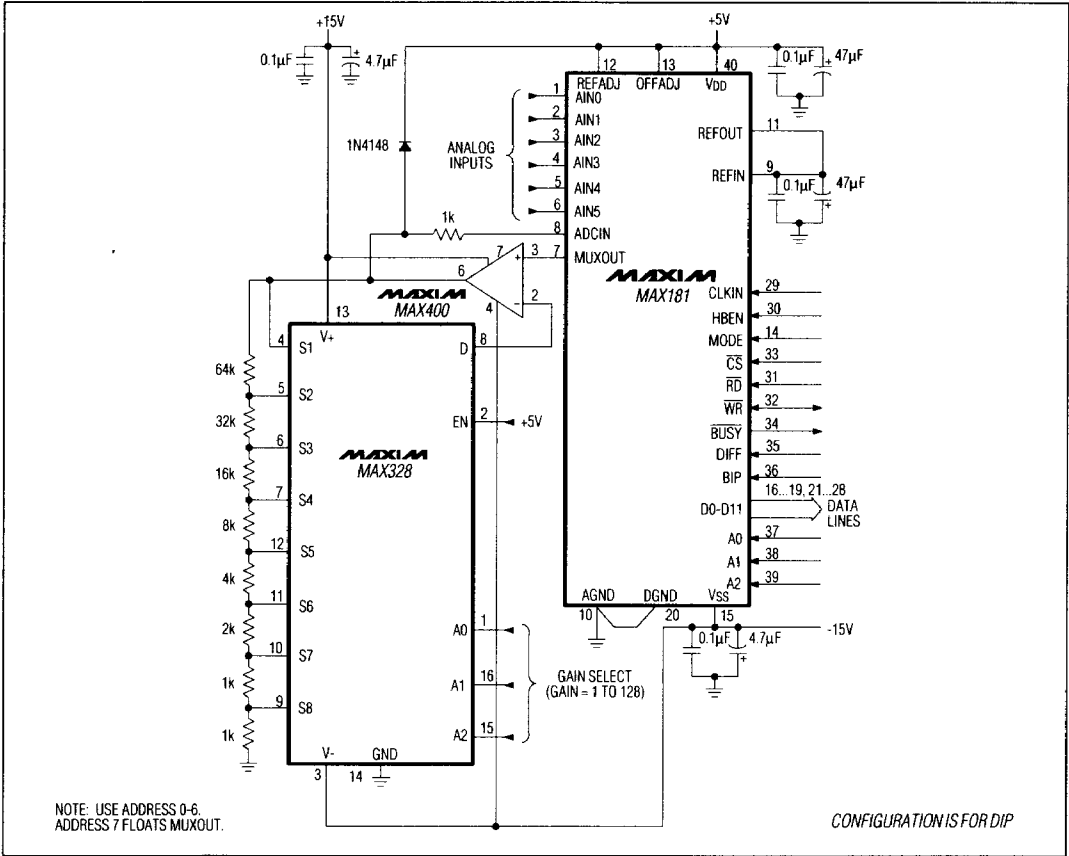 +15V
+5V
0.1µF
4.7µF
0.1µF
47µF
12
13
40
REFADJ
OFFADJ
VDD
1
AIN0
2
AIN1
3
AIN2
4
AIN3
5
AIN4
6
AIN5
ANALOG
INPUTS
1N4148
1k
8
ADCIN
7
MUXOUT
REFOUT
11
REFIN
9
0.1µF
47µF
MAXIM
MAX181
7
3
6
2
4
MAXIM
MAX400
CLKIN
29
HBEN
30
MODE
14
CS
33
RD
31
WR
32
BUSY
34
DIFF
35
BIP
36
D0-D11
16...19, 21...28
DATA
LINES
A0
37
A1
38
A2
39
AGND
DGND
VSS
10
20
15
-15V
0.1µF
4.7µF
13
V+
4
S1
8
D
64k
5
S2
32k
6
S3
EN
2
+5V
16k
7
S4
MAXIM
MAX328
8k
12
S5
4k
11
S6
2k
10
S7
1k
9
S8
1k
A0
1
A1
16
A2
15
GAIN SELECT
(GAIN = 1 TO 128)
V-
GND
3
14
NOTE: USE ADDRESS 0-6.
ADDRESS 7 FLOATS MUXOUT.
CONFIGURATION IS FOR DIP